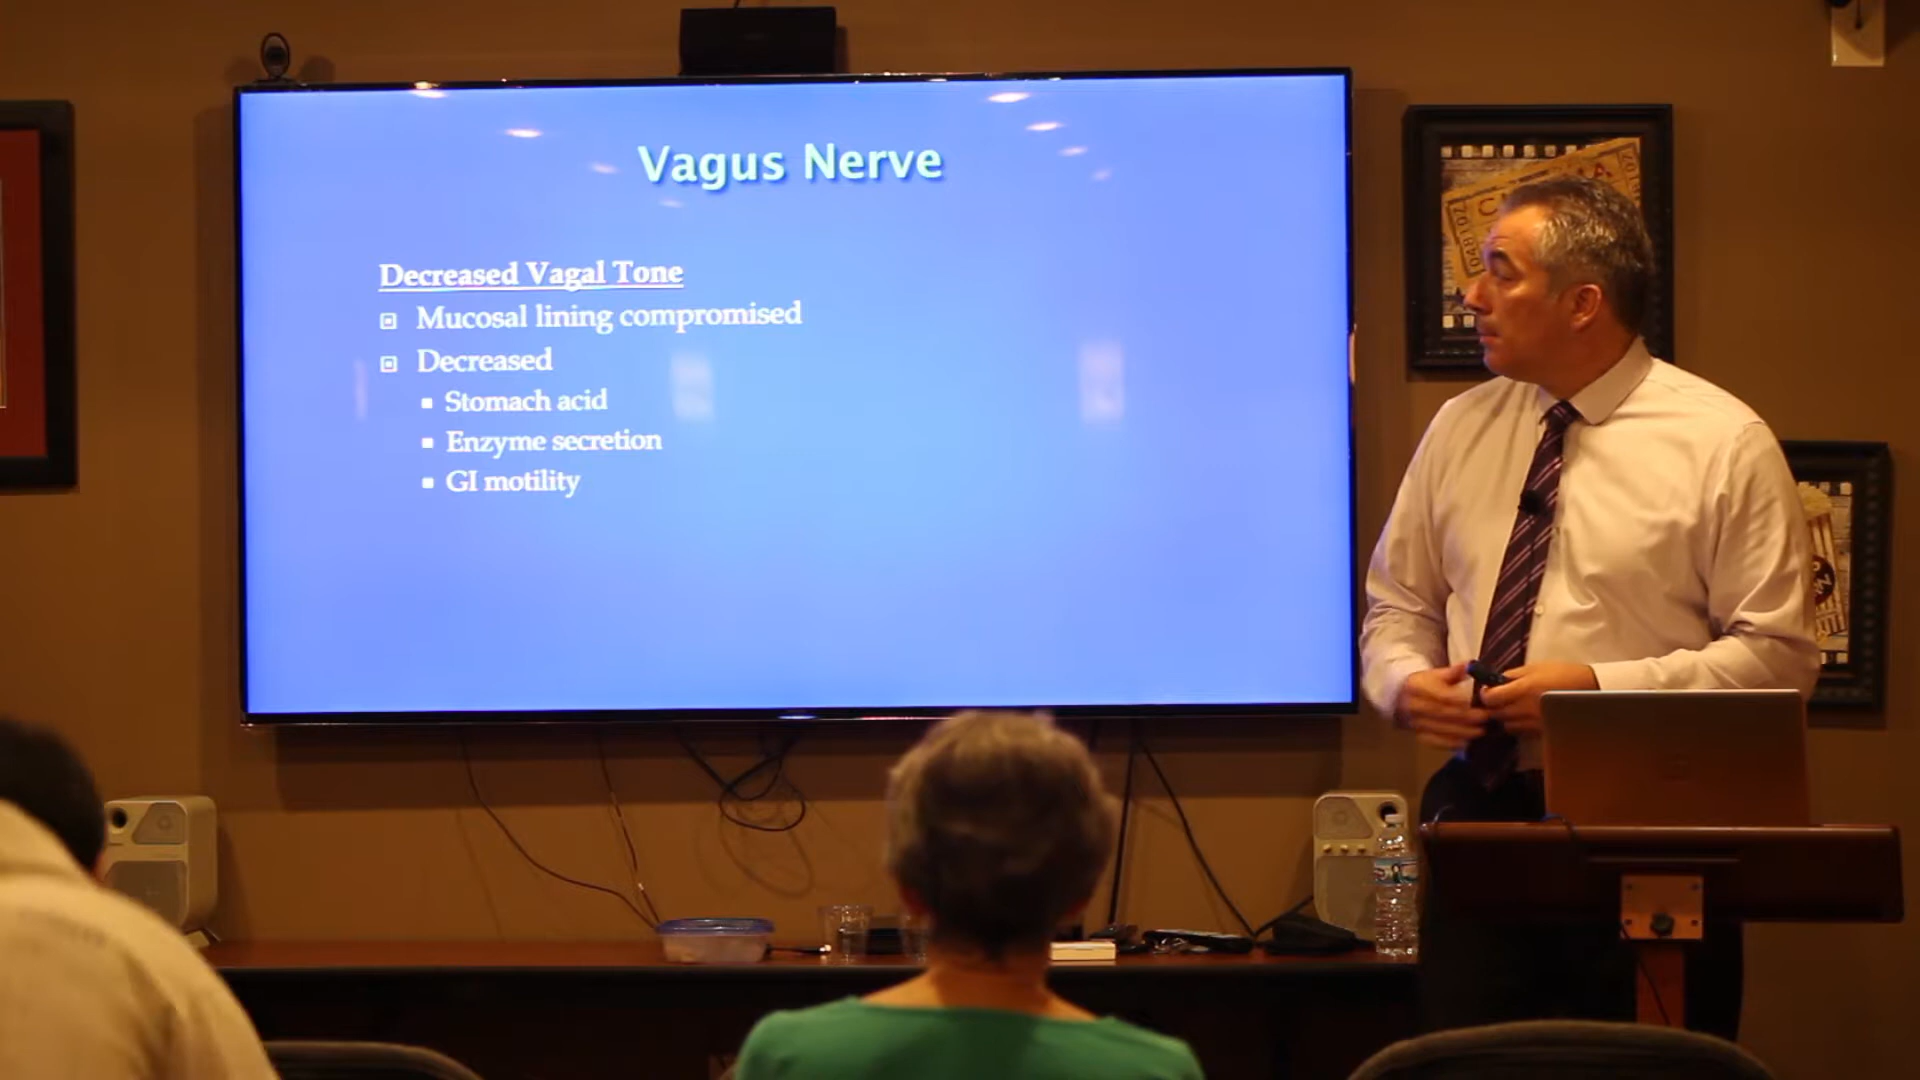 Vagus Nerve
Decreased Vagal Tone
Mucosal lining compromised
Decreased
Stomach acid
Enzyme secretion
GI motility